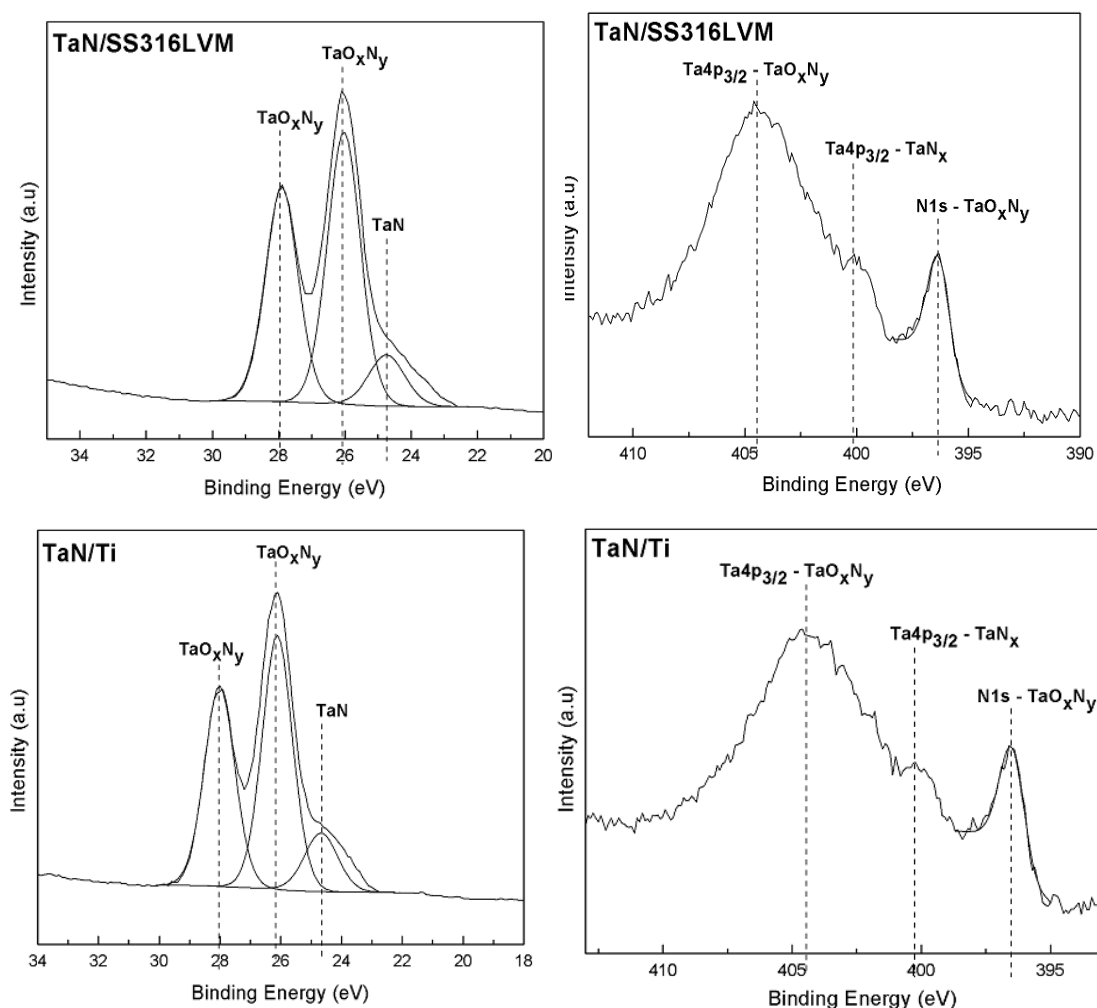 TaN/SS316LVM
TaOxNy
TaOxNy
TaN
Intensity (a.u)
34 32 30 28 26 24 22 20
Binding Energy (eV)
TaN/SS316LVM
Ta4p3/2 - TaOxNy
Ta4p3/2 - TaNx
N1s - TaOxNy
Intensity (a.u)
410 405 400 395 390
Binding Energy (eV)
TaN/Ti
TaOxNy
TaOxNy
TaN
Intensity (a.u)
34 32 30 28 26 24 22 20 18
Binding Energy (eV)
TaN/Ti
Ta4p3/2 - TaOxNy
Ta4p3/2 - TaNx
N1s - TaOxNy
Intensity (a.u)
410 405 400 395
Binding Energy (eV)